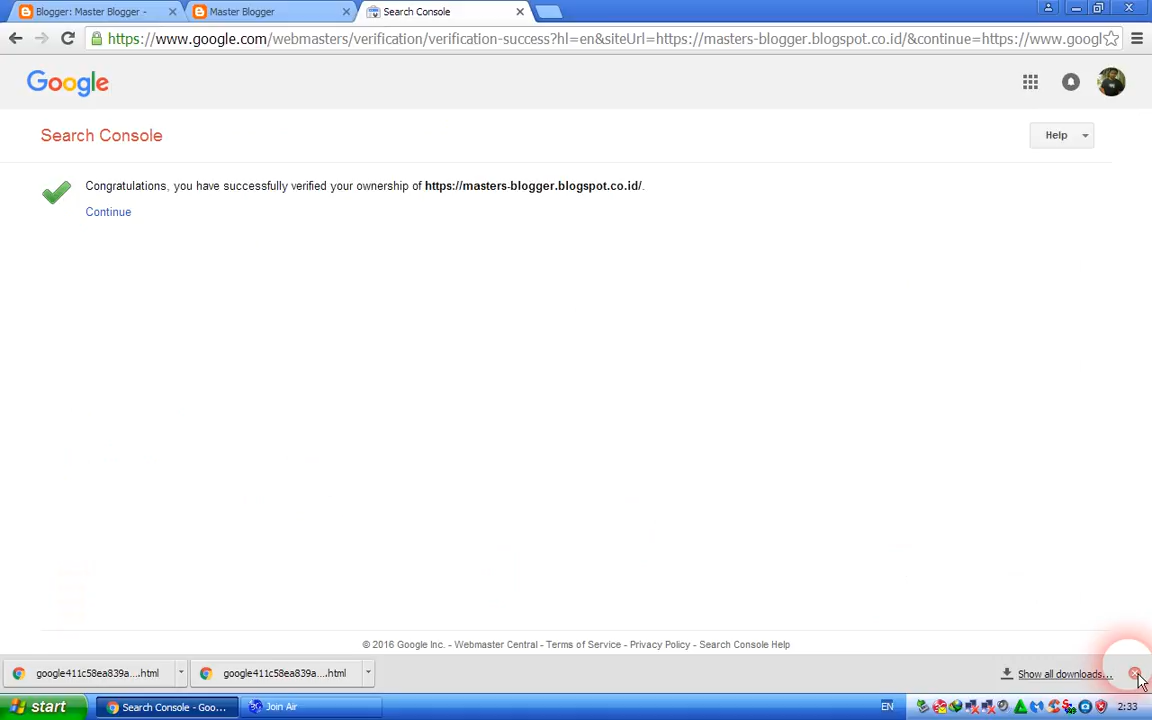 Blogger: Master Blogger -
Master Blogger
Search Console
https://www.google.com/webmasters/verification/verification-success?hl=en&siteUrl=https://masters-blogger.blogspot.co.id/&continue=https://www.googl
Google
Search Console
Help
Congratulations, you have successfully verified your ownership of https://masters-blogger.blogspot.co.id/.
Continue
© 2016 Google Inc. - Webmaster Central - Terms of Service - Privacy Policy - Search Console Help
google411c58ea839a....html
google411c58ea839a....html
Show all downloads...
start
Search Console - Goo...
Join Air
EN
2:33